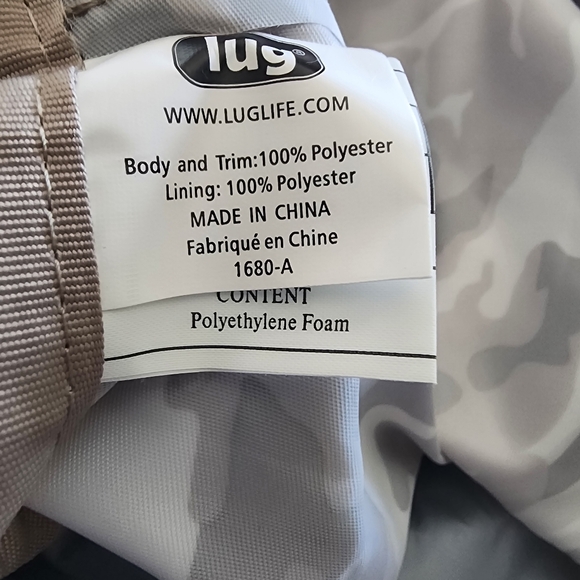 lug®
WWW.LUGLIFE.COM
Body and Trim:100% Polyester
Lining: 100% Polyester
MADE IN CHINA
Fabriqué en Chine
1680-A
CONTENT
Polyethylene Foam